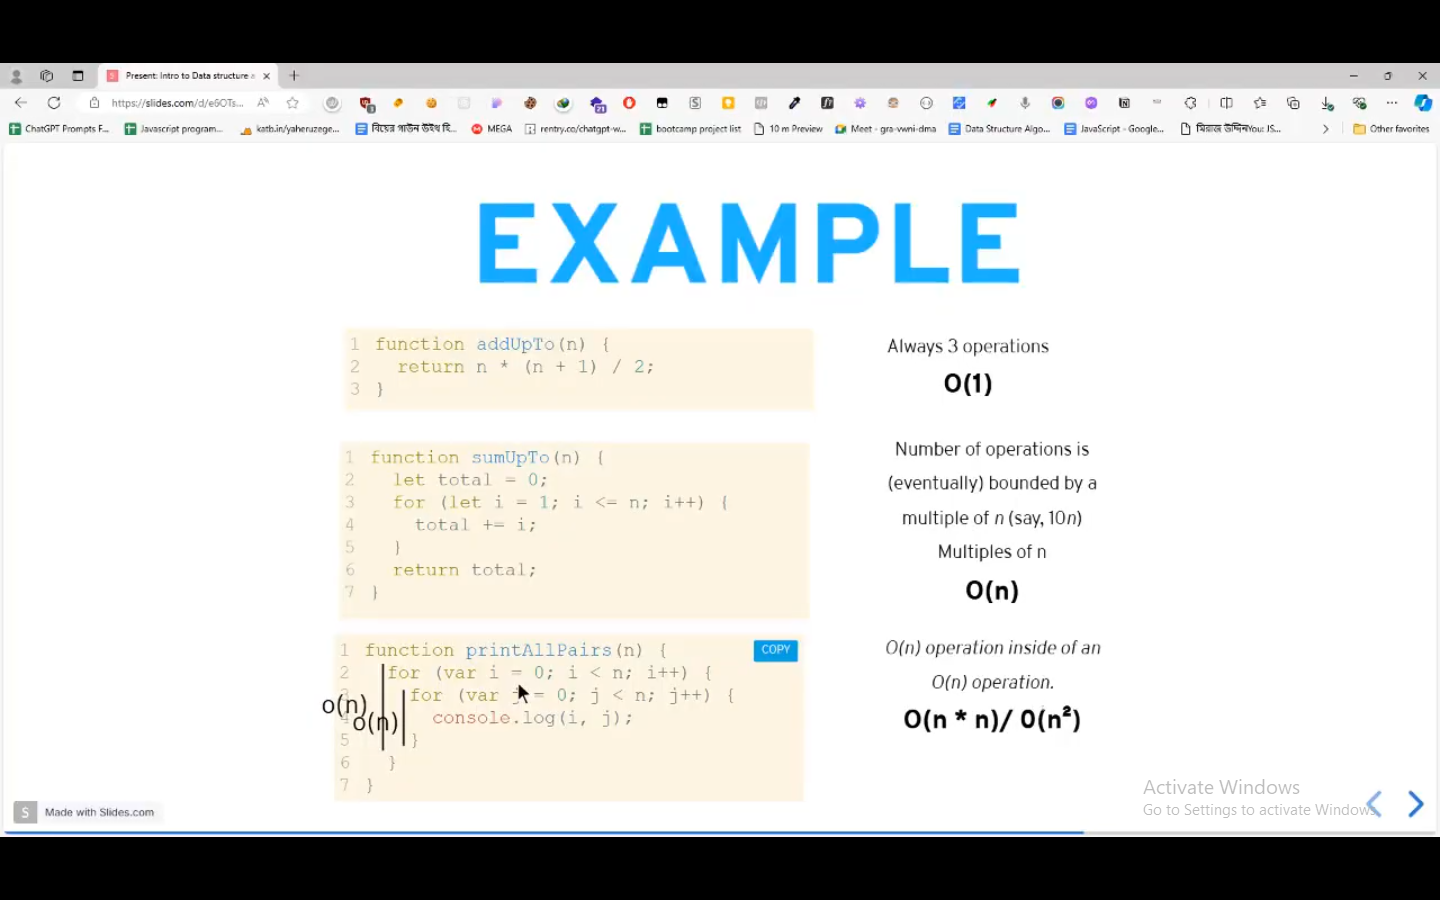 Present: Intro to Data structure a
https://slides.com/d/e6OTs...
21
ChatGPT Prompts F...
Javascript program...
katb.in/yaheruzege...
বিয়ের গাউন উইথ হি...
MEGA
rentry.co/chatgpt-w...
bootcamp project list
10 m Preview
Meet - gra-vwni-dma
Data Structure Algo...
JavaScript - Google...
মিরাজ উদ্দিনYou: JS...
Other favorites
EXAMPLE
1 function addUpTo(n) {
2 return n * (n + 1) / 2;
3 }
Always 3 operations
O(1)
1 function sumUpTo(n) {
2 let total = 0;
3 for (let i = 1; i <= n; i++) {
4 total += i;
5 }
6 return total;
7 }
Number of operations is
(eventually) bounded by a
multiple of n (say, 10n)
Multiples of n
O(n)
COPY
1 function printAllPairs(n) {
2 for (var i = 0; i < n; i++) {
3 for (var j = 0; j < n; j++) {
4 console.log(i, j);
5 }
6 }
7 }
o(n)
o(n)
O(n) operation inside of an
O(n) operation.
O(n * n)/ O(n²)
Activate Windows
Go to Settings to activate Windows.
S Made with Slides.com